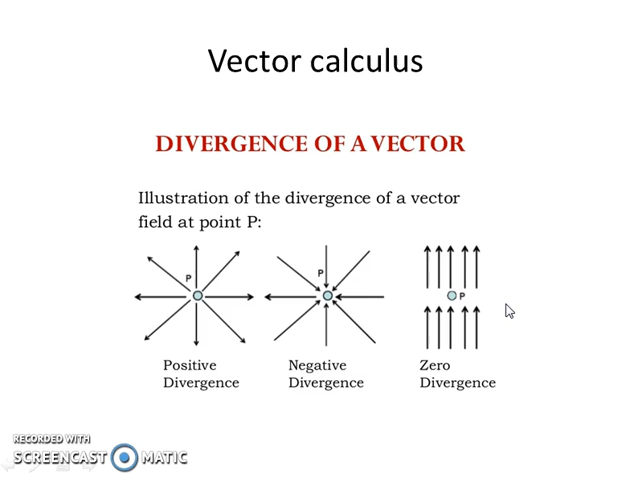 Vector calculus
DIVERGENCE OF A VECTOR
Illustration of the divergence of a vector
field at point P:
P
P
P
Positive
Divergence
Negative
Divergence
Zero
Divergence
RECORDED WITH
SCREENCAST MATIC